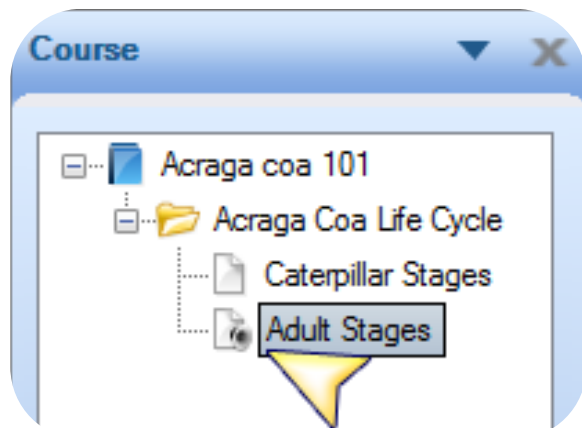 Course
Acraga coa 101
Acraga Coa Life Cycle
Caterpillar Stages
Adult Stages